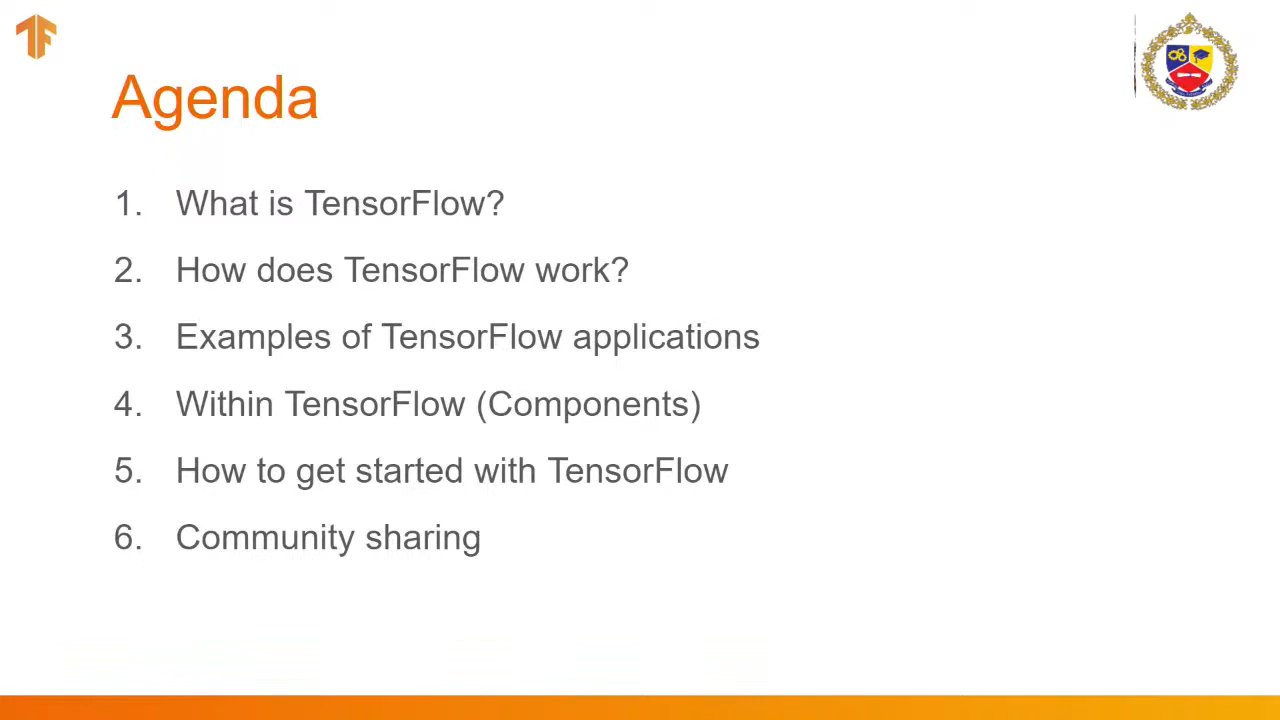 Agenda
1. What is TensorFlow?
2. How does TensorFlow work?
3. Examples of TensorFlow applications
4. Within TensorFlow (Components)
5. How to get started with TensorFlow
6. Community sharing